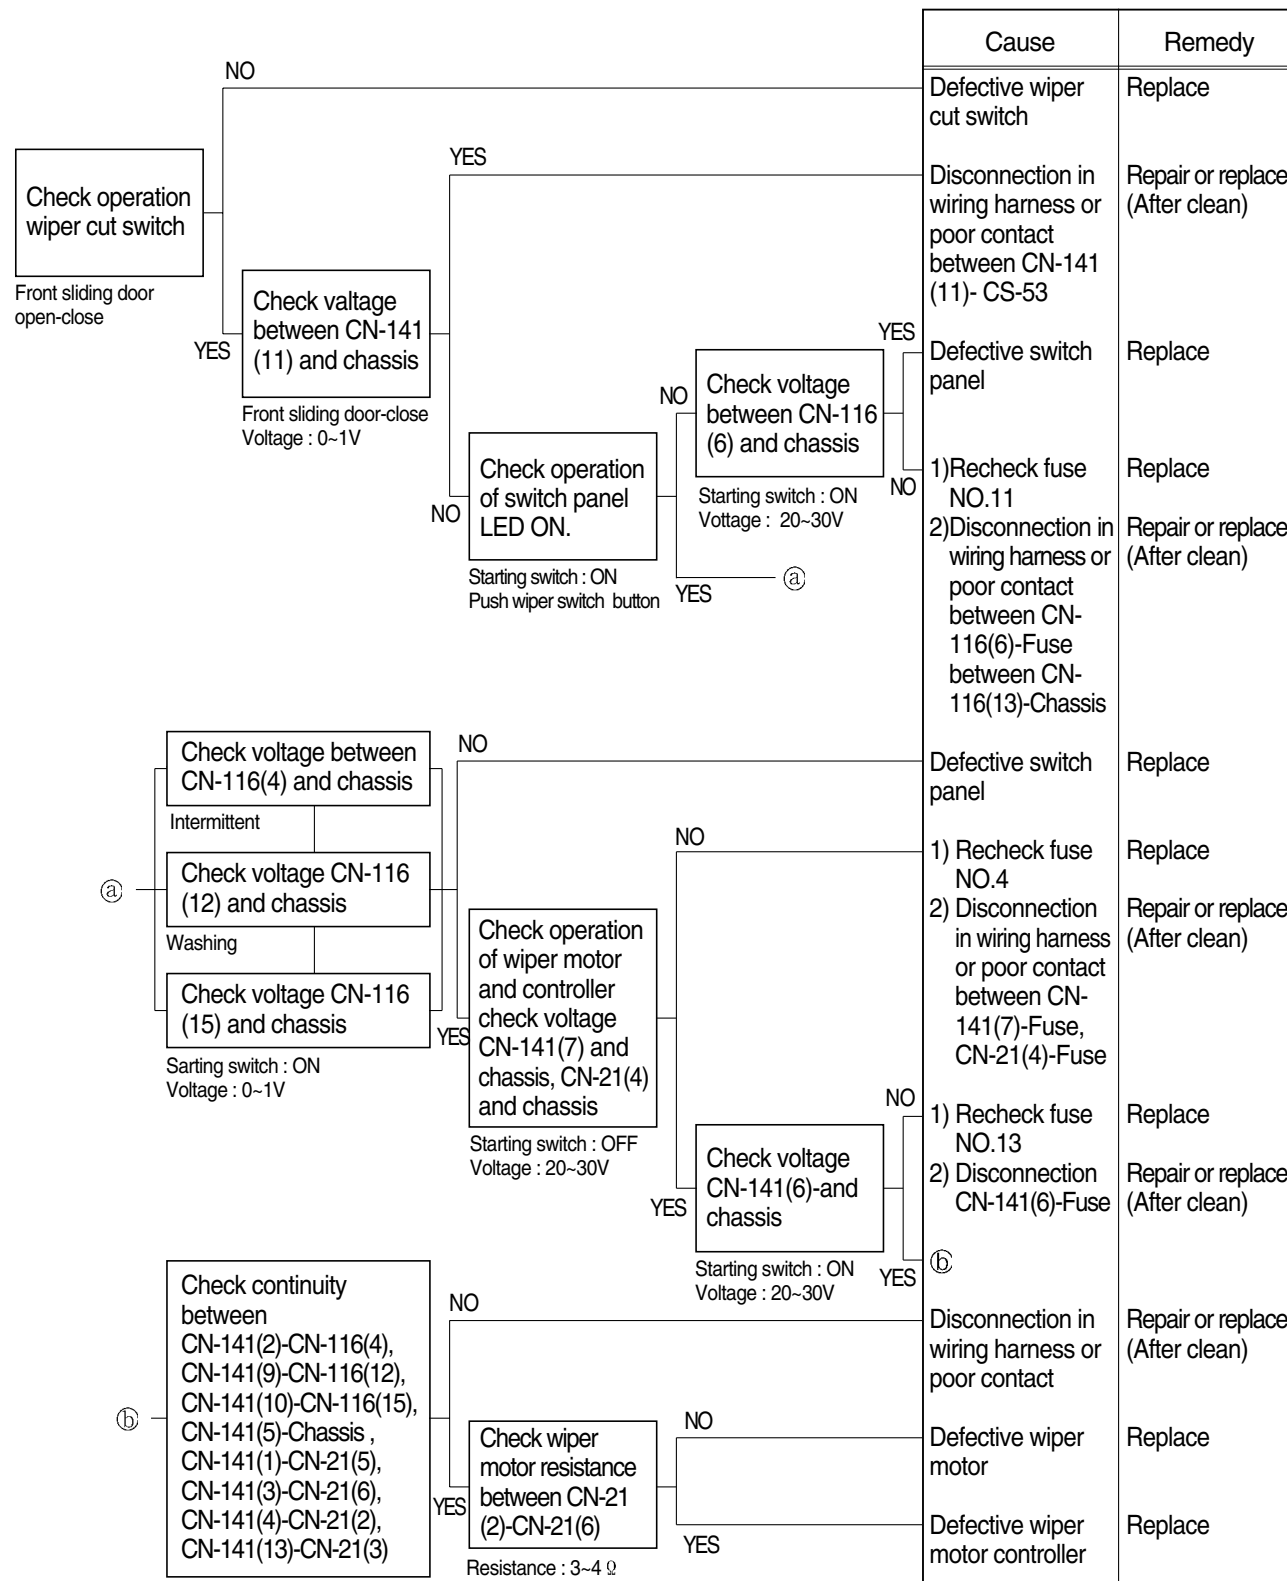 Cause
Remedy
NO
Defective wiper
cut switch
Replace
Check operation
wiper cut switch
Front sliding door
open-close
YES
Disconnection in
wiring harness or
poor contact
between CN-141
(11)- CS-53
Repair or replace
(After clean)
YES
Check valtage
between CN-141
(11) and chassis
Front sliding door-close
Voltage : 0~1V
YES
Defective switch
panel
Replace
NO
Check voltage
between CN-116
(6) and chassis
Starting switch : ON
Vottage : 20~30V
NO
1)Recheck fuse
NO.11
Replace
2)Disconnection in
wiring harness or
poor contact
between CN-
116(6)-Fuse
between CN-
116(13)-Chassis
Repair or replace
(After clean)
NO
Check operation
of switch panel
LED ON.
Starting switch : ON
Push wiper switch button
YES
ⓐ
Check voltage between
CN-116(4) and chassis
Intermittent
NO
Defective switch
panel
Replace
ⓐ
Check voltage CN-116
(12) and chassis
Washing
Check voltage CN-116
(15) and chassis
Sarting switch : ON
Voltage : 0~1V
NO
1) Recheck fuse
NO.4
Replace
2) Disconnection
in wiring harness
or poor contact
between CN-
141(7)-Fuse,
CN-21(4)-Fuse
Repair or replace
(After clean)
YES
Check operation
of wiper motor
and controller
check voltage
CN-141(7) and
chassis, CN-21(4)
and chassis
Starting switch : OFF
Voltage : 20~30V
NO
1) Recheck fuse
NO.13
Replace
2) Disconnection
CN-141(6)-Fuse
Repair or replace
(After clean)
YES
Check voltage
CN-141(6)-and
chassis
Starting switch : ON
Voltage : 20~30V
YES
ⓑ
ⓑ
Check continuity
between
CN-141(2)-CN-116(4),
CN-141(9)-CN-116(12),
CN-141(10)-CN-116(15),
CN-141(5)-Chassis ,
CN-141(1)-CN-21(5),
CN-141(3)-CN-21(6),
CN-141(4)-CN-21(2),
CN-141(13)-CN-21(3)
NO
Disconnection in
wiring harness or
poor contact
Repair or replace
(After clean)
YES
Check wiper
motor resistance
between CN-21
(2)-CN-21(6)
Resistance : 3~4 Ω
NO
Defective wiper
motor
Replace
YES
Defective wiper
motor controller
Replace